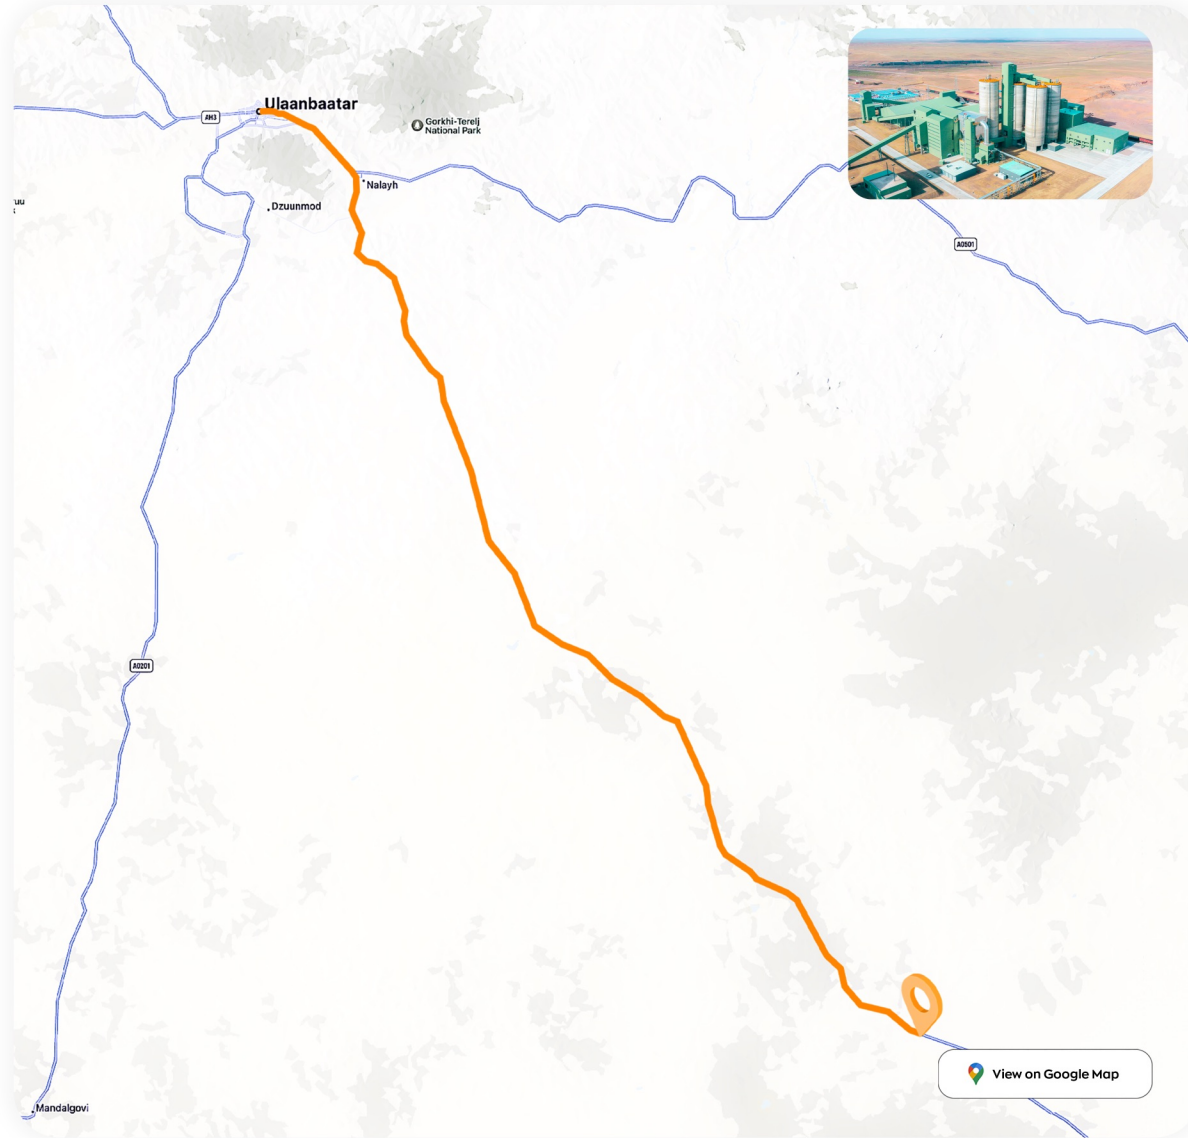 Ulaanbaatar
AH3
Gorkhi-Terelj
National Park
Nalayh
Dzuunmod
A0501
A0201
View on Google Map
Mandalgovi